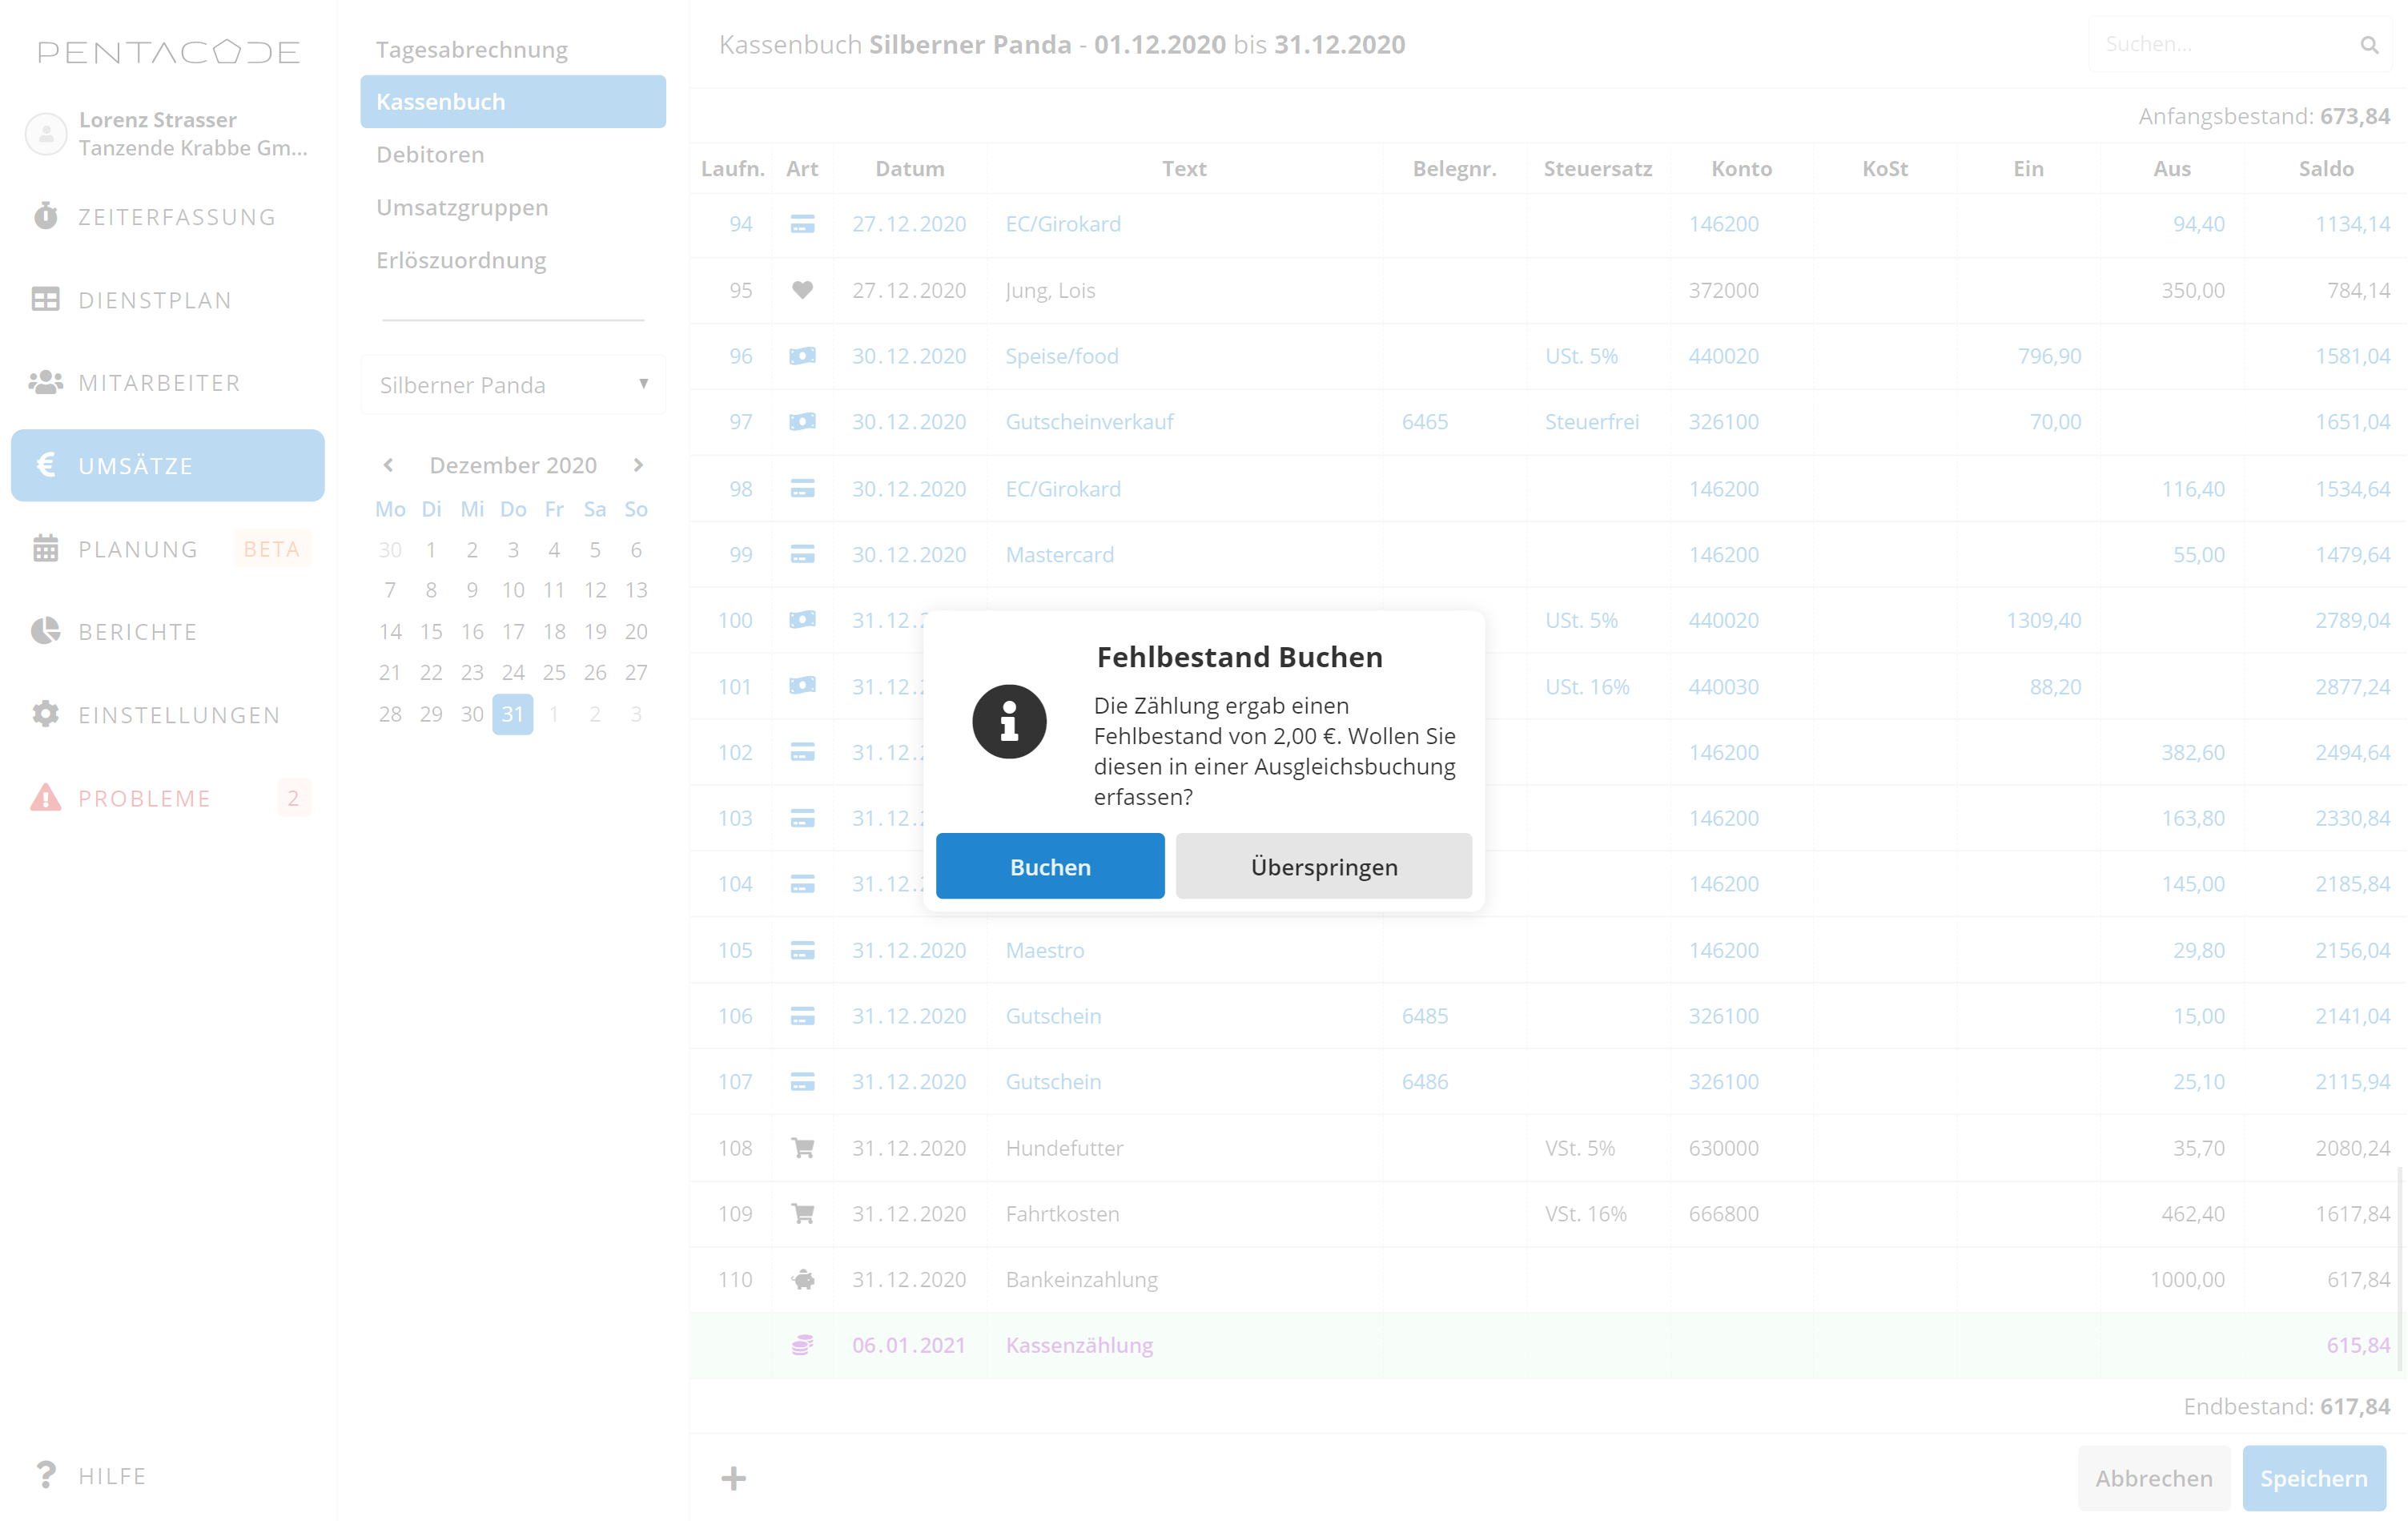 PENTACODE
Lorenz Strasser
Tanzende Krabbe Gm...
ZEITERFASSUNG
DIENSTPLAN
MITARBEITER
€ UMSÄTZE
PLANUNG BETA
BERICHTE
EINSTELLUNGEN
PROBLEME 2
? HILFE
Tagesabrechnung
Kassenbuch
Debitoren
Umsatzgruppen
Erlöszuordnung
Silberner Panda
Dezember 2020
Mo Di Mi Do Fr Sa So
30 1 2 3 4 5 6
7 8 9 10 11 12 13
14 15 16 17 18 19 20
21 22 23 24 25 26 27
28 29 30 31 1 2 3
Kassenbuch Silberner Panda - 01.12.2020 bis 31.12.2020
Suchen...
Anfangsbestand: 673,84
Laufn. Art Datum Text Belegnr. Steuersatz Konto KoSt Ein Aus Saldo
94 27.12.2020 EC/Girokard 146200 94,40 1134,14
95 27.12.2020 Jung, Lois 372000 350,00 784,14
96 30.12.2020 Speise/food USt. 5% 440020 796,90 1581,04
97 30.12.2020 Gutscheinverkauf 6465 Steuerfrei 326100 70,00 1651,04
98 30.12.2020 EC/Girokard 146200 116,40 1534,64
99 30.12.2020 Mastercard 146200 55,00 1479,64
100 31.12. USt. 5% 440020 1309,40 2789,04
101 31.12. USt. 16% 440030 88,20 2877,24
102 31.12. 146200 382,60 2494,64
103 31.12. 146200 163,80 2330,84
104 31.12. 146200 145,00 2185,84
105 31.12.2020 Maestro 146200 29,80 2156,04
106 31.12.2020 Gutschein 6485 326100 15,00 2141,04
107 31.12.2020 Gutschein 6486 326100 25,10 2115,94
108 31.12.2020 Hundefutter VSt. 5% 630000 35,70 2080,24
109 31.12.2020 Fahrtkosten VSt. 16% 666800 462,40 1617,84
110 31.12.2020 Bankeinzahlung 1000,00 617,84
06.01.2021 Kassenzählung 615,84
Endbestand: 617,84
Abbrechen Speichern
Fehlbestand Buchen
Die Zählung ergab einen
Fehlbestand von 2,00 €. Wollen Sie
diesen in einer Ausgleichsbuchung
erfassen?
Buchen Überspringen